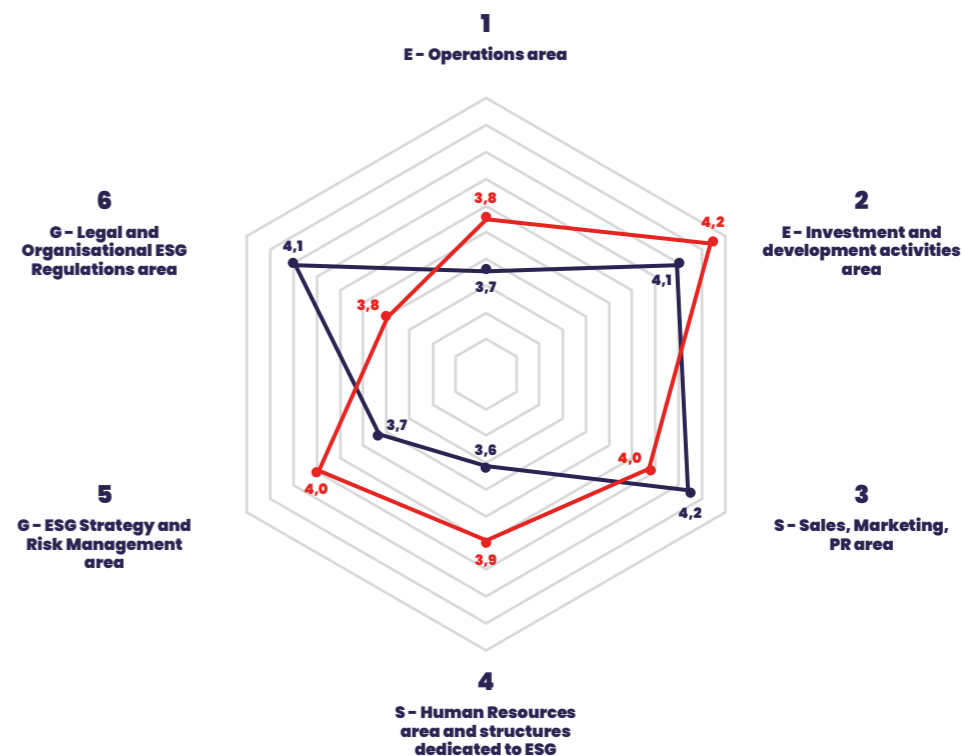 1
E – Operations area
2
E – Investment and
development activities
area
3
S – Sales, Marketing,
PR area
4
S – Human Resources
area and structures
dedicated to ESG
5
G – ESG Strategy and
Risk Management
area
6
G – Legal and
Organisational ESG
Regulations area
3,8
4,2
4,0
3,9
4,0
3,8
3,7
4,1
4,2
3,6
3,7
4,1